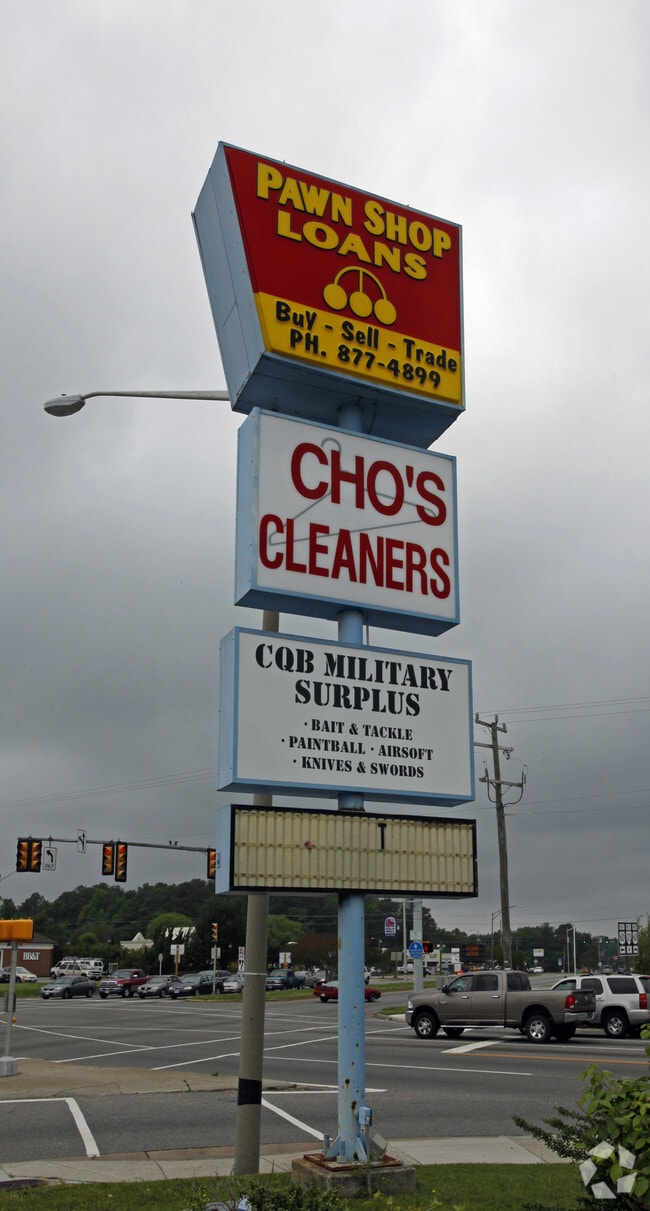 PAWN SHOP
LOANS
Buy - Sell - Trade
PH. 877-4899
CHO'S
CLEANERS
CQB MILITARY
SURPLUS
· BAIT & TACKLE
· PAINTBALL · AIRSOFT
· KNIVES & SWORDS
T
BB&T